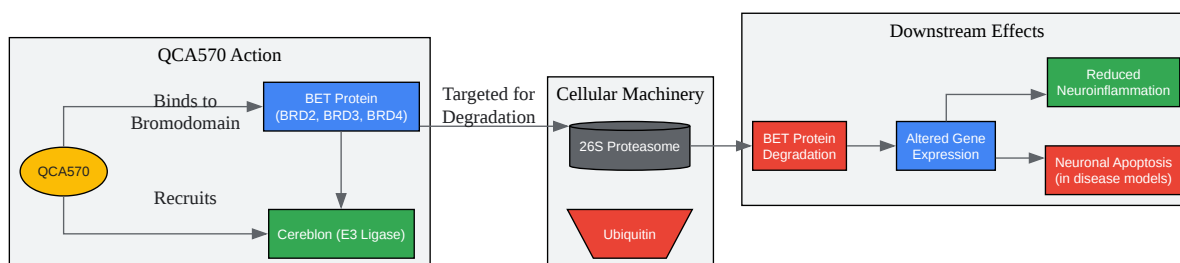 QCA570 Action
Binds to
Bromodomain
BET Protein
(BRD2, BRD3, BRD4)
QCA570
Recruits
Cereblon (E3 Ligase)
Targeted for
Degradation
Cellular Machinery
26S Proteasome
Ubiquitin
Downstream Effects
BET Protein
Degradation
Altered Gene
Expression
Reduced
Neuroinflammation
Neuronal Apoptosis
(in disease models)